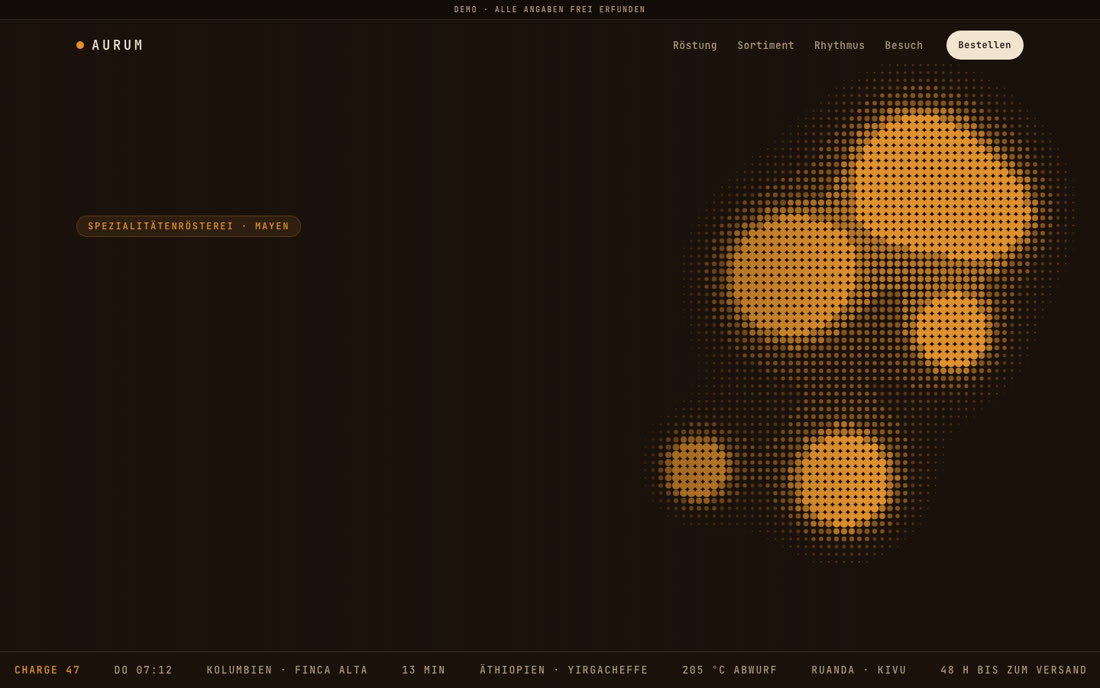 DEMO · ALLE ANGABEN FREI ERFUNDEN
AURUM
Röstung Sortiment Rhythmus Besuch Bestellen
SPEZIALITÄTENRÖSTEREI · MAYEN
CHARGE 47 DO 07:12 KOLUMBIEN · FINCA ALTA 13 MIN ÄTHIOPIEN · YIRGACHEFFE 205 °C ABWURF RUANDA · KIVU 48 H BIS ZUM VERSAND